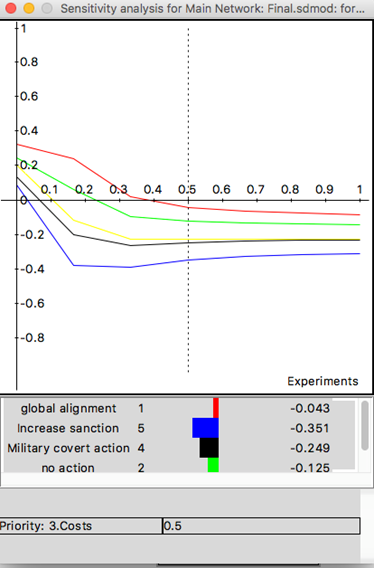 Sensitivity analysis for Main Network: Final.sdmod: for...
1
0.8
0.6
0.4
0.2
0.1 0.2 0.3 0.4 0.5 0.6 0.7 0.8 0.9 1
0
-0.2
-0.4
-0.6
-0.8
Experiments
global alignment 1 -0.043
Increase sanction 5 -0.351
Military covert action 4 -0.249
no action 2 -0.125
Priority: 3.Costs 0.5